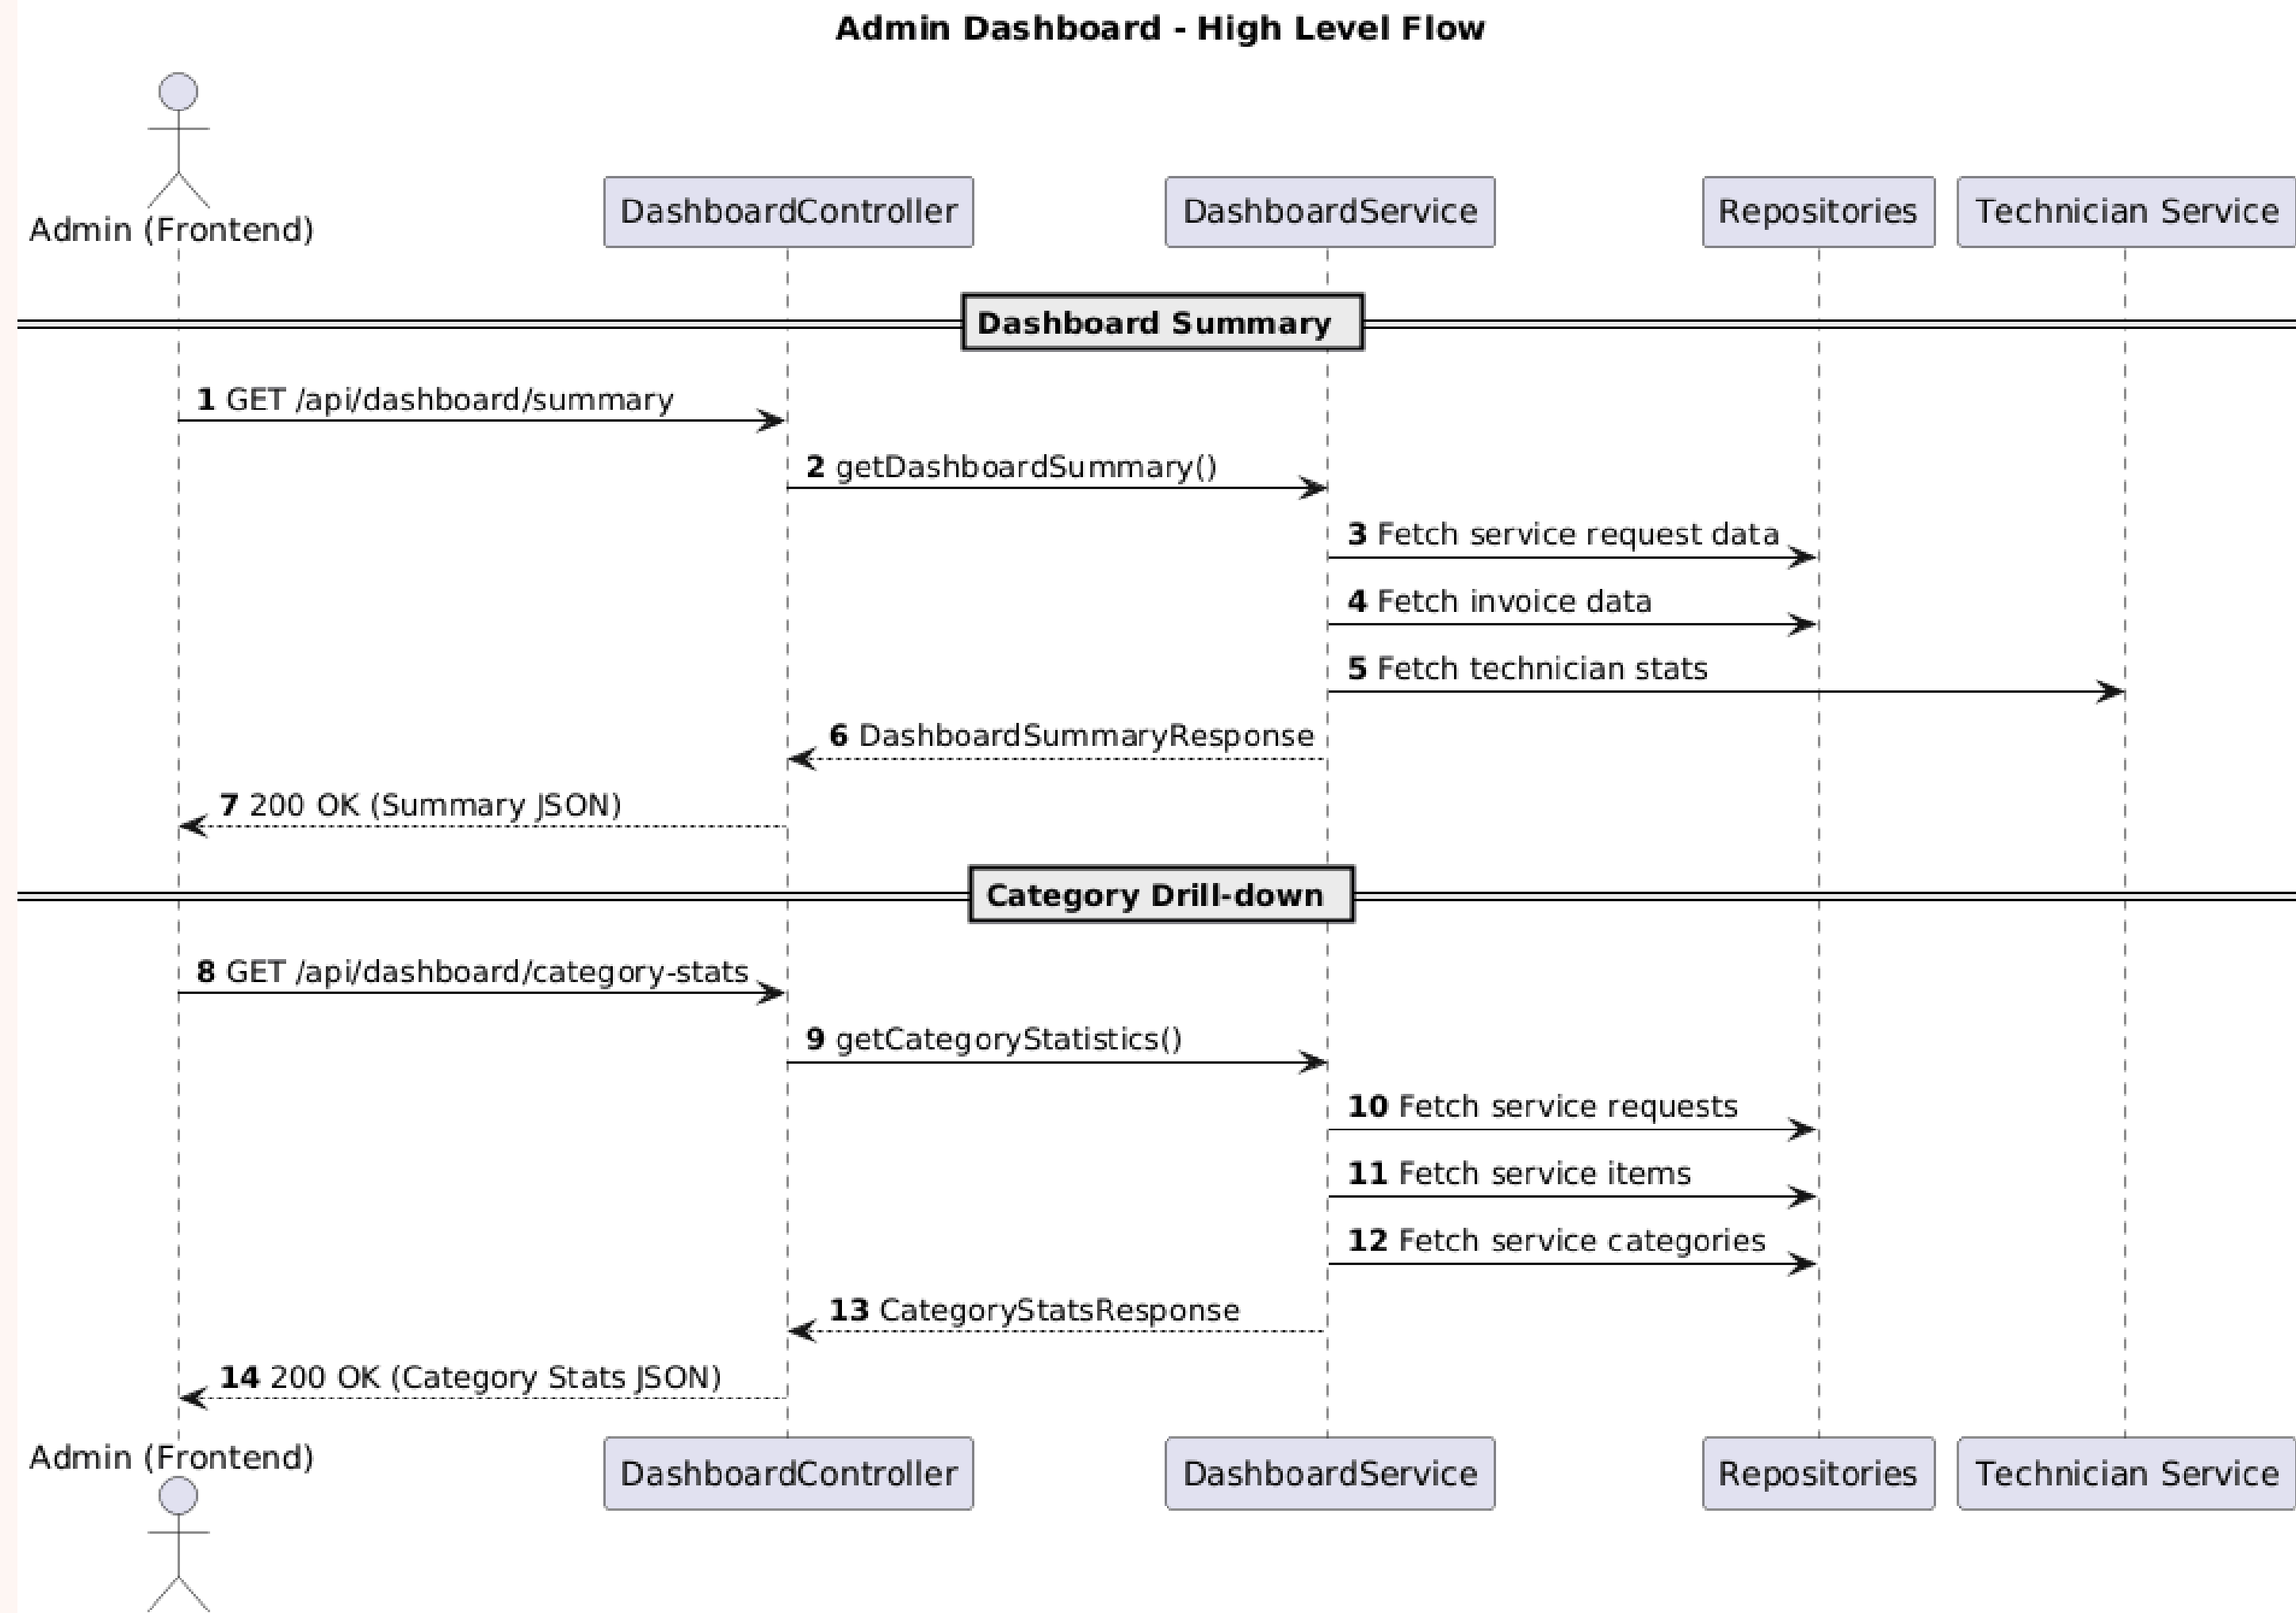 Admin Dashboard - High Level Flow
Admin (Frontend)
DashboardController
DashboardService
Repositories
Technician Service
Dashboard Summary
1 GET /api/dashboard/summary
2 getDashboardSummary()
3 Fetch service request data
4 Fetch invoice data
5 Fetch technician stats
6 DashboardSummaryResponse
7 200 OK (Summary JSON)
Category Drill-down
8 GET /api/dashboard/category-stats
9 getCategoryStatistics()
10 Fetch service requests
11 Fetch service items
12 Fetch service categories
13 CategoryStatsResponse
14 200 OK (Category Stats JSON)
Admin (Frontend)
DashboardController
DashboardService
Repositories
Technician Service